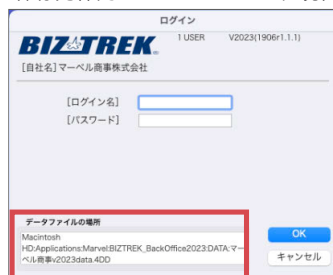 ログイン
BIZ☆TREK®
1 USER V2023(1906r1.1.1)
[自社名]マーベル商事株式会社
[ログイン名]
[パスワード]
データファイルの場所
Macintosh
HD:Applications:Marvel:BIZTREK_BackOffice2023:DATA:マー
ベル商事v2023data.4DD
OK
キャンセル